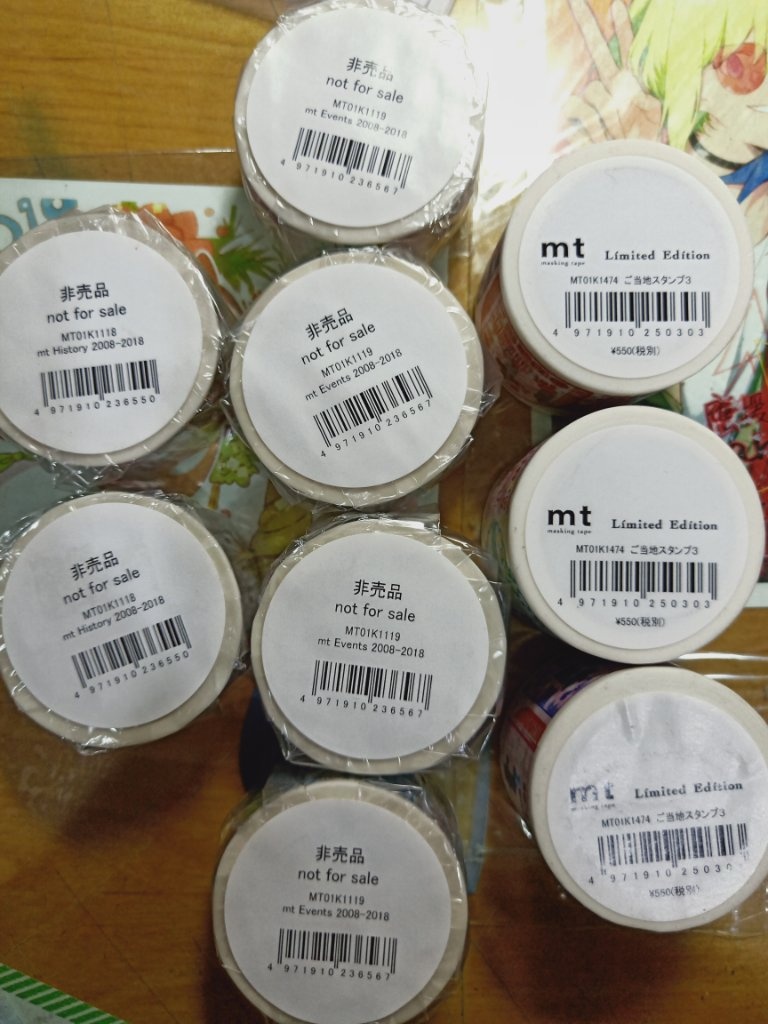 非売品
not for sale
MT01K1119
mt Events 2008-2018
4 971910 236567
非売品
not for sale
MT01K1118
mt History 2008-2018
4 971910 236550
非売品
not for sale
MT01K1119
mt Events 2008-2018
4 971910 236567
mt Limited Edition
masking tape
MT01K1474 ご当地スタンプ3
4 971910 250303
¥550(税別)
非売品
not for sale
MT01K1118
mt History 2008-2018
4 971910 236550
非売品
not for sale
MT01K1119
mt Events 2008-2018
4 971910 236567
mt Limited Edition
masking tape
MT01K1474 ご当地スタンプ3
4 971910 250303
¥550(税別)
非売品
not for sale
MT01K1119
mt Events 2008-2018
4 971910 236567
mt Limited Edition
masking tape
MT01K1474 ご当地スタンプ3
4 971910 250303
¥550(税別)